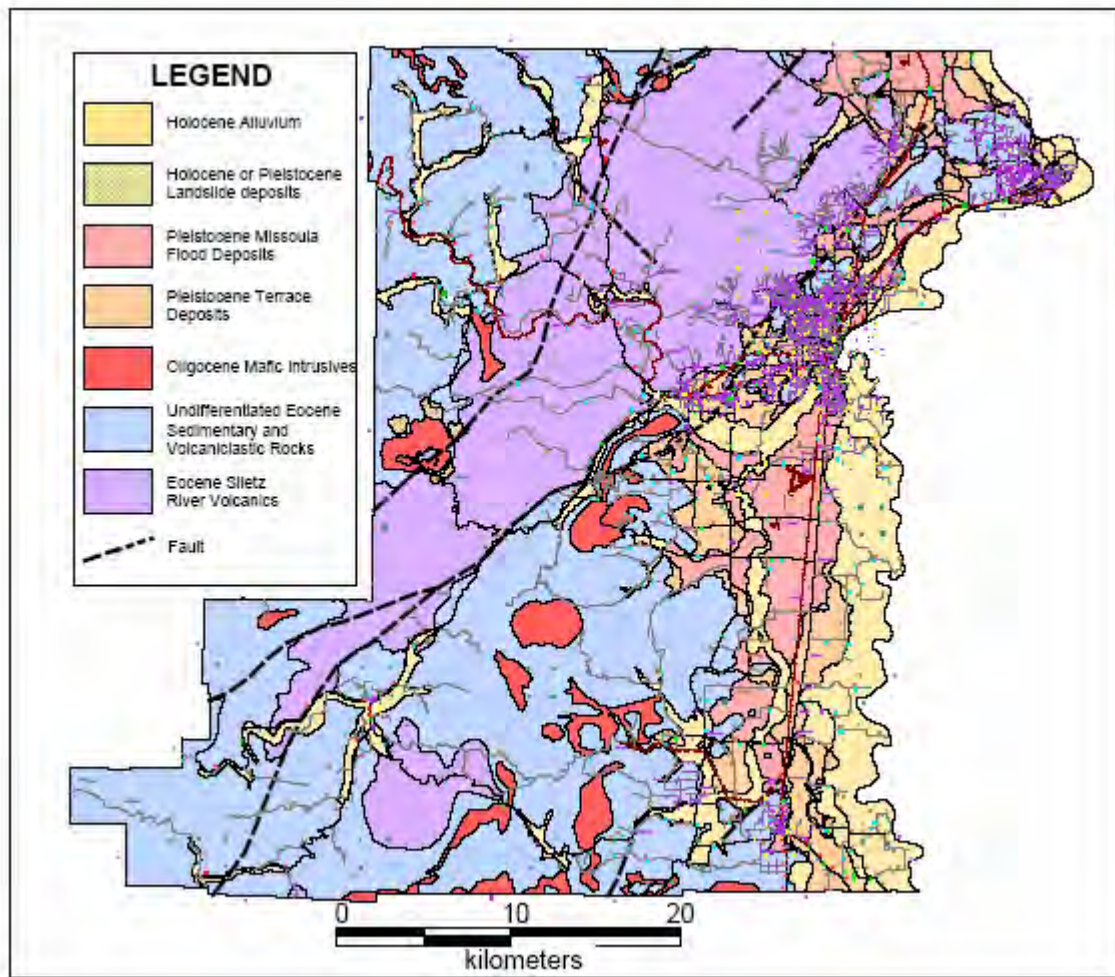 LEGEND
Holocene Alluvium
Holocene or Pleistocene
Landslide deposits
Pleistocene Missoula
Flood Deposits
Pleistocene Terrace
Deposits
Oligocene Mafic Intrusives
Undifferentiated Eocene
Sedimentary and
Volcaniclastic Rocks
Eocene Siletz
River Volcanics
Fault
0 10 20
kilometers